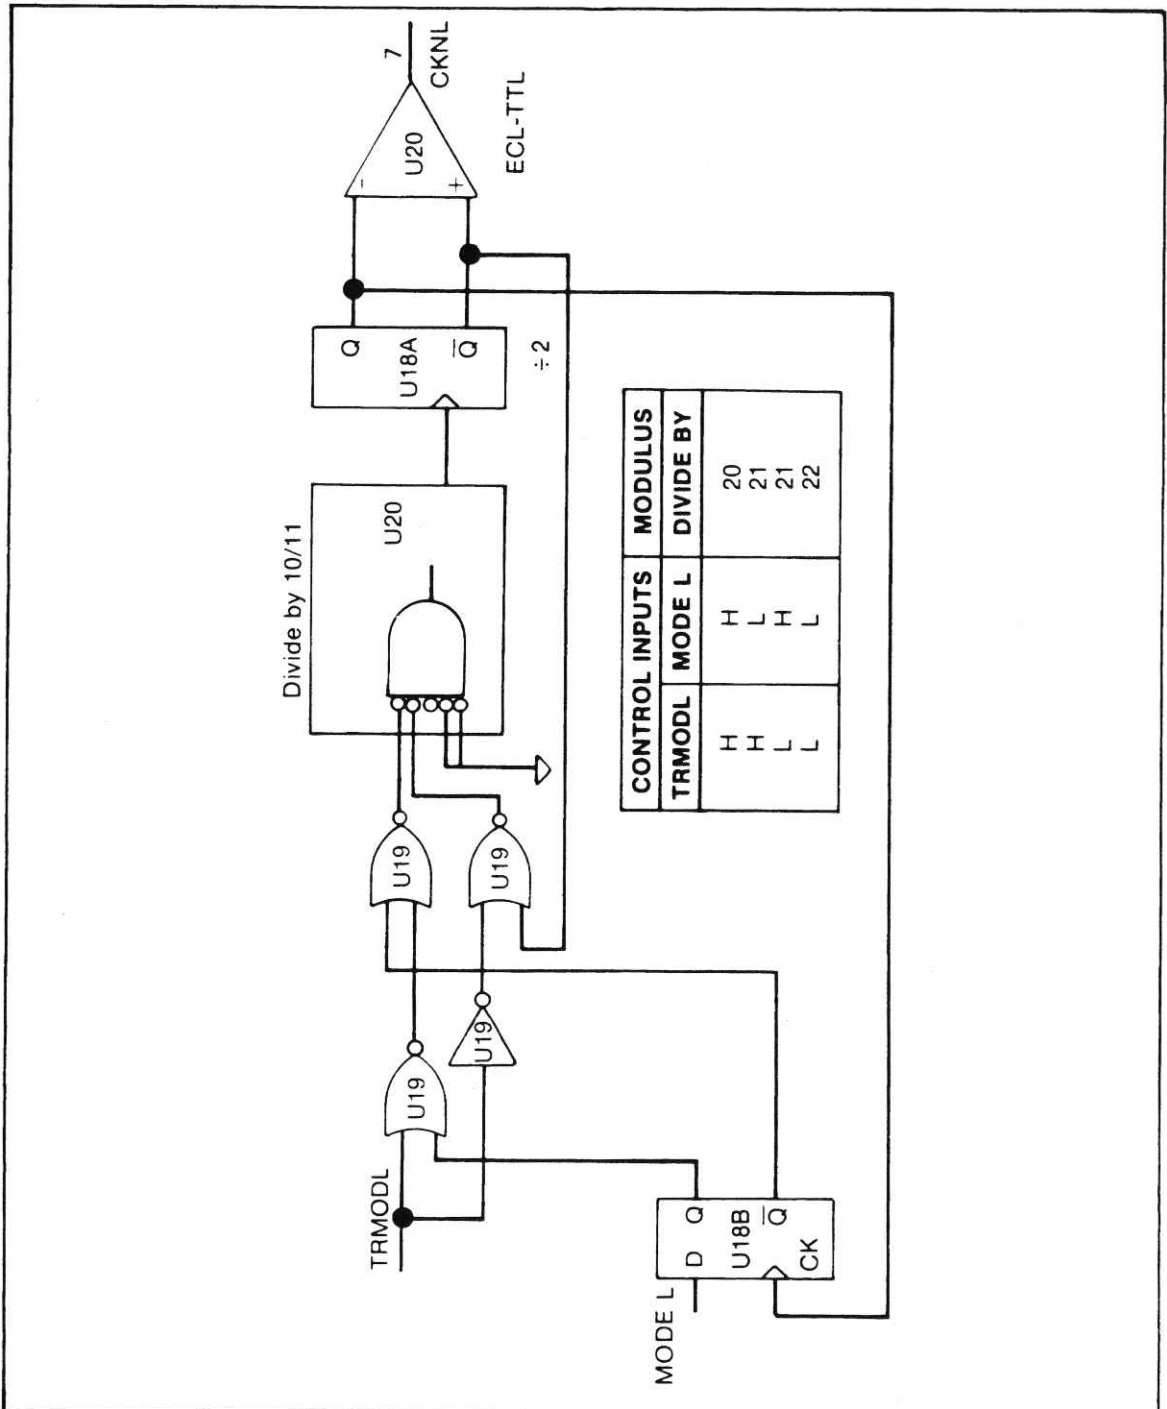 TRMODL
U19
U19
U19
U19
Divide by 10/11
U20
Q
U18A
Q
÷2
-
U20
+
7
CKNL
ECL-TTL
MODE L
D Q
U18B
CK Q
CONTROL INPUTS MODULUS
TRMODL MODE L DIVIDE BY
H H 20
H L 21
L H 21
L L 22